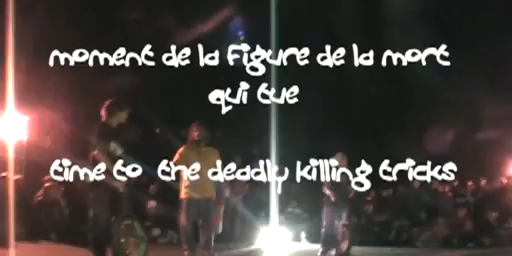 moment de la figure de la mort
qui tue
time to the deadly killing tricks